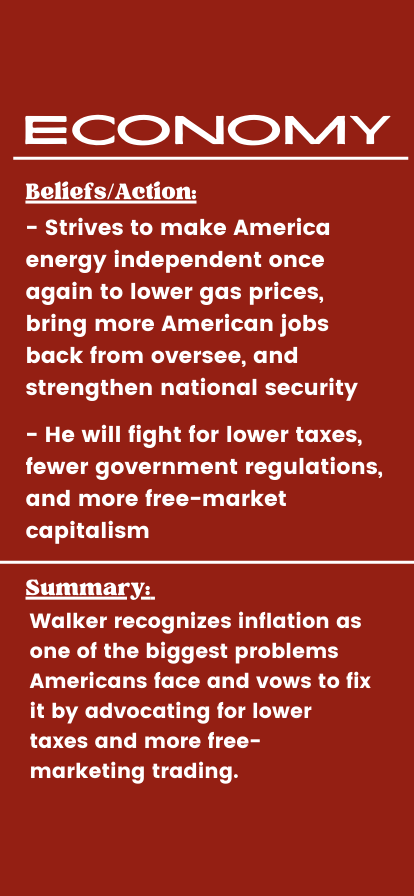 ECONOMY
Beliefs/Action:
- Strives to make America
energy independent once
again to lower gas prices,
bring more American jobs
back from oversee, and
strengthen national security
- He will fight for lower taxes,
fewer government regulations,
and more free-market
capitalism
Summary:
Walker recognizes inflation as
one of the biggest problems
Americans face and vows to fix
it by advocating for lower
taxes and more free-
marketing trading.